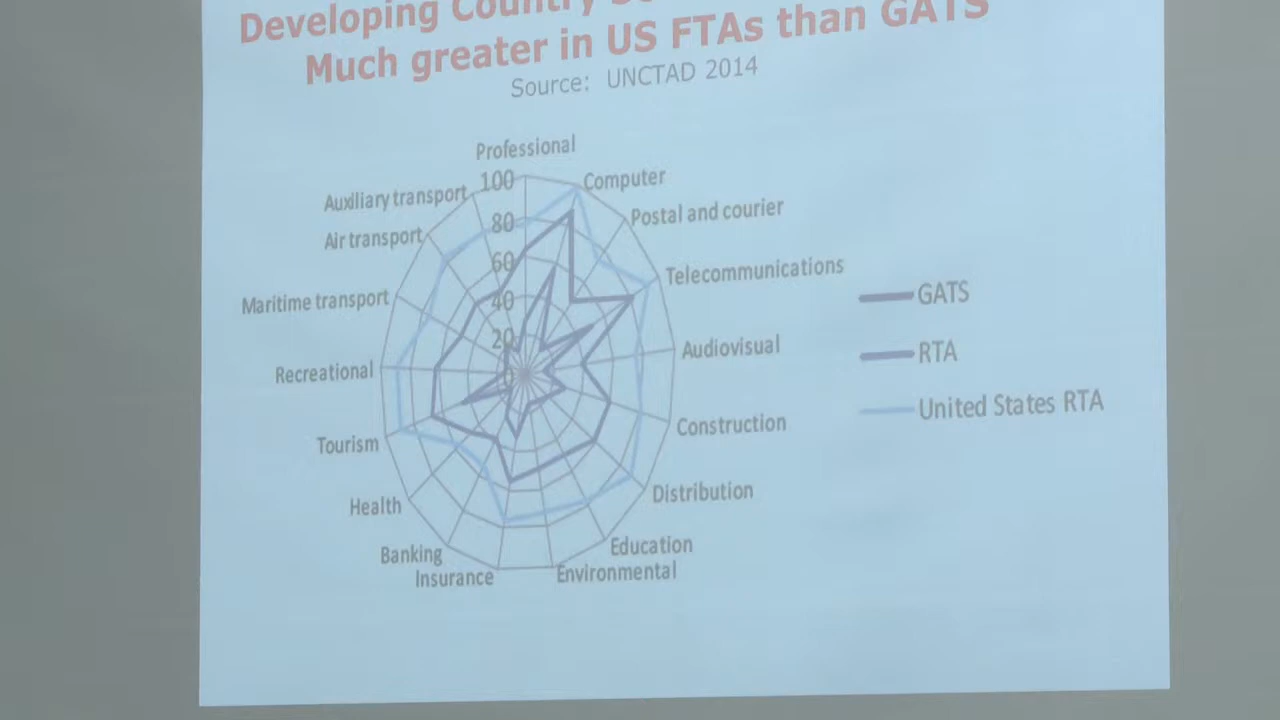 Developing Country
Much greater in US FTAs than GATS
Source: UNCTAD 2014
Professional
Computer
Postal and courier
Telecommunications
Audiovisual
Construction
Distribution
Education
Environmental
Insurance
Banking
Health
Tourism
Recreational
Maritime transport
Air transport
Auxiliary transport
100
80
60
40
20
0
GATS
RTA
United States RTA